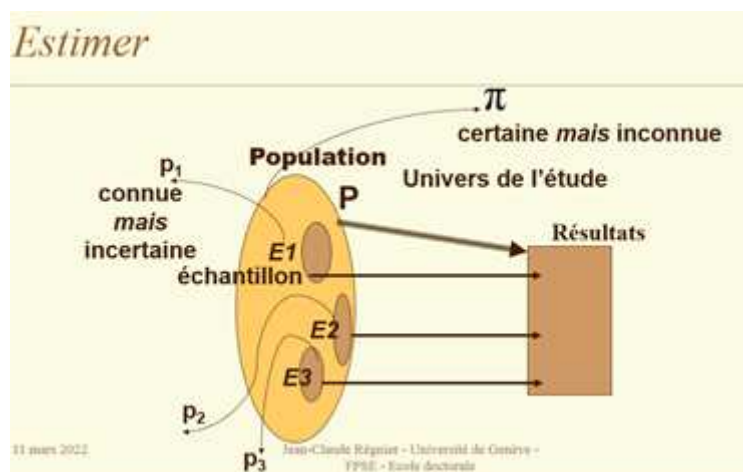 Estimer
π
certaine mais inconnue
Population
Univers de l'étude
p1
connue
mais
incertaine
P
Résultats
E1
échantillon
E2
E3
p2
p3
11 mars 2022
Jean-Claude Régnier - Université de Genève -
FPSE - Ecole doctorale